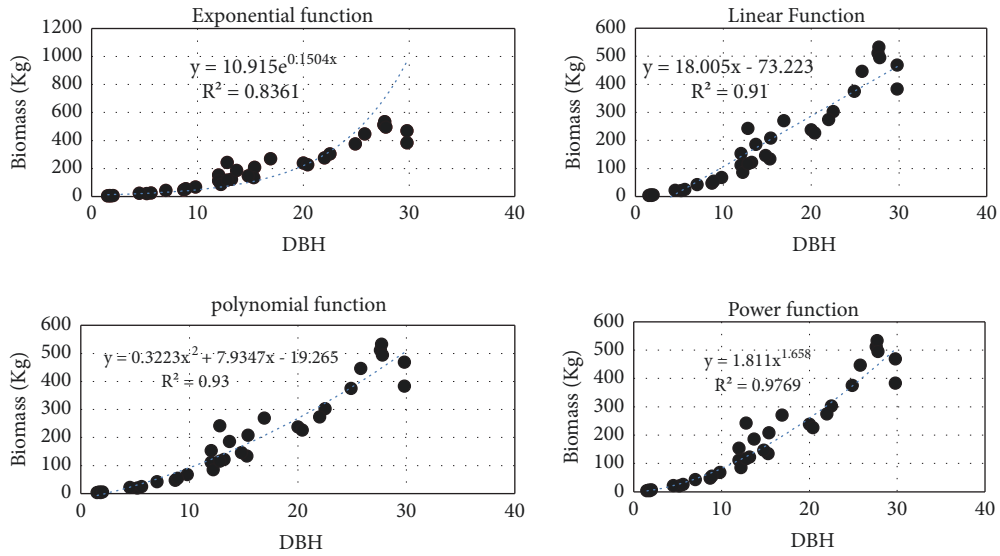 Exponential function
1200
1000
800
600
400
200
0
Biomass (Kg)
y = 10.915e^0.1504x
R² = 0.8361
0 10 20 30 40
DBH
Linear Function
600
500
400
300
200
100
0
Biomass (Kg)
y = 18.005x - 73.223
R² = 0.91
0 10 20 30 40
DBH
polynomial function
600
500
400
300
200
100
0
Biomass (Kg)
y = 0.3223x² + 7.9347x - 19.265
R² = 0.93
0 10 20 30 40
DBH
Power function
600
500
400
300
200
100
0
Biomass (Kg)
y = 1.811x^1.658
R² = 0.9769
0 10 20 30 40
DBH